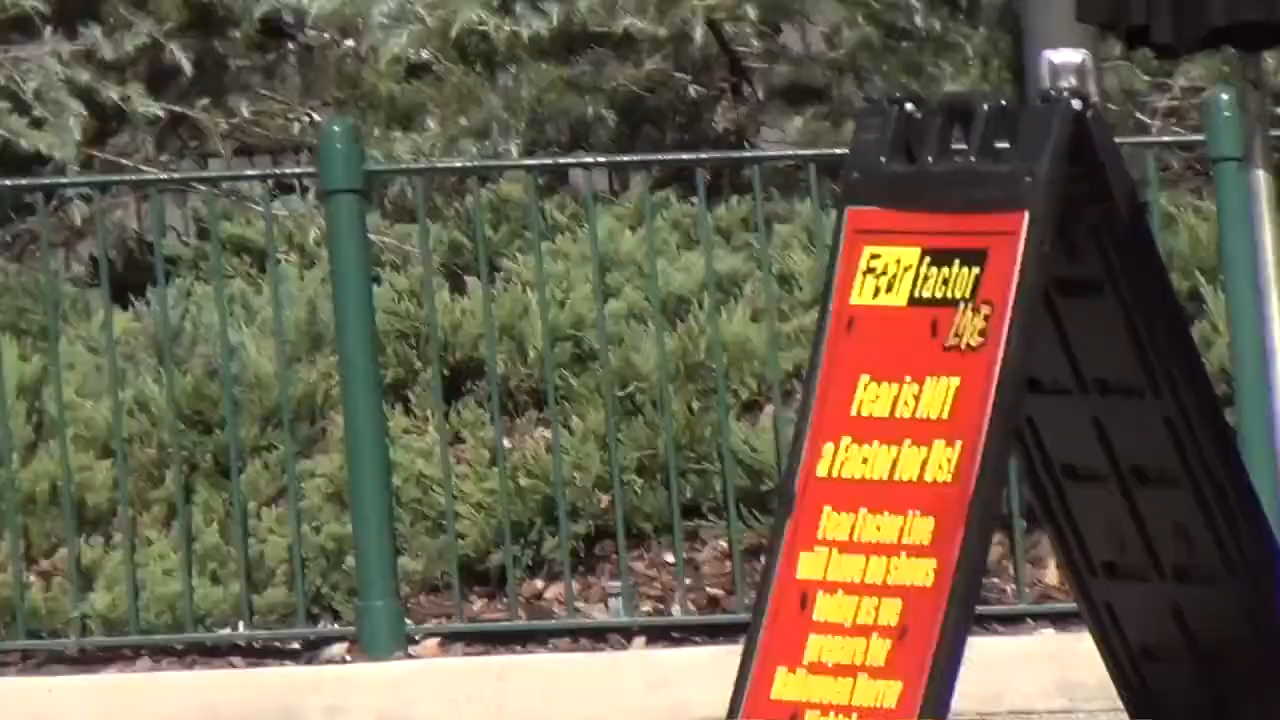 Fear factor
LIVE
Fear is NOT
a Factor for Us!
Fear Factor Live
will have no shows
today as we
prepare for
Halloween Horror
Nights!